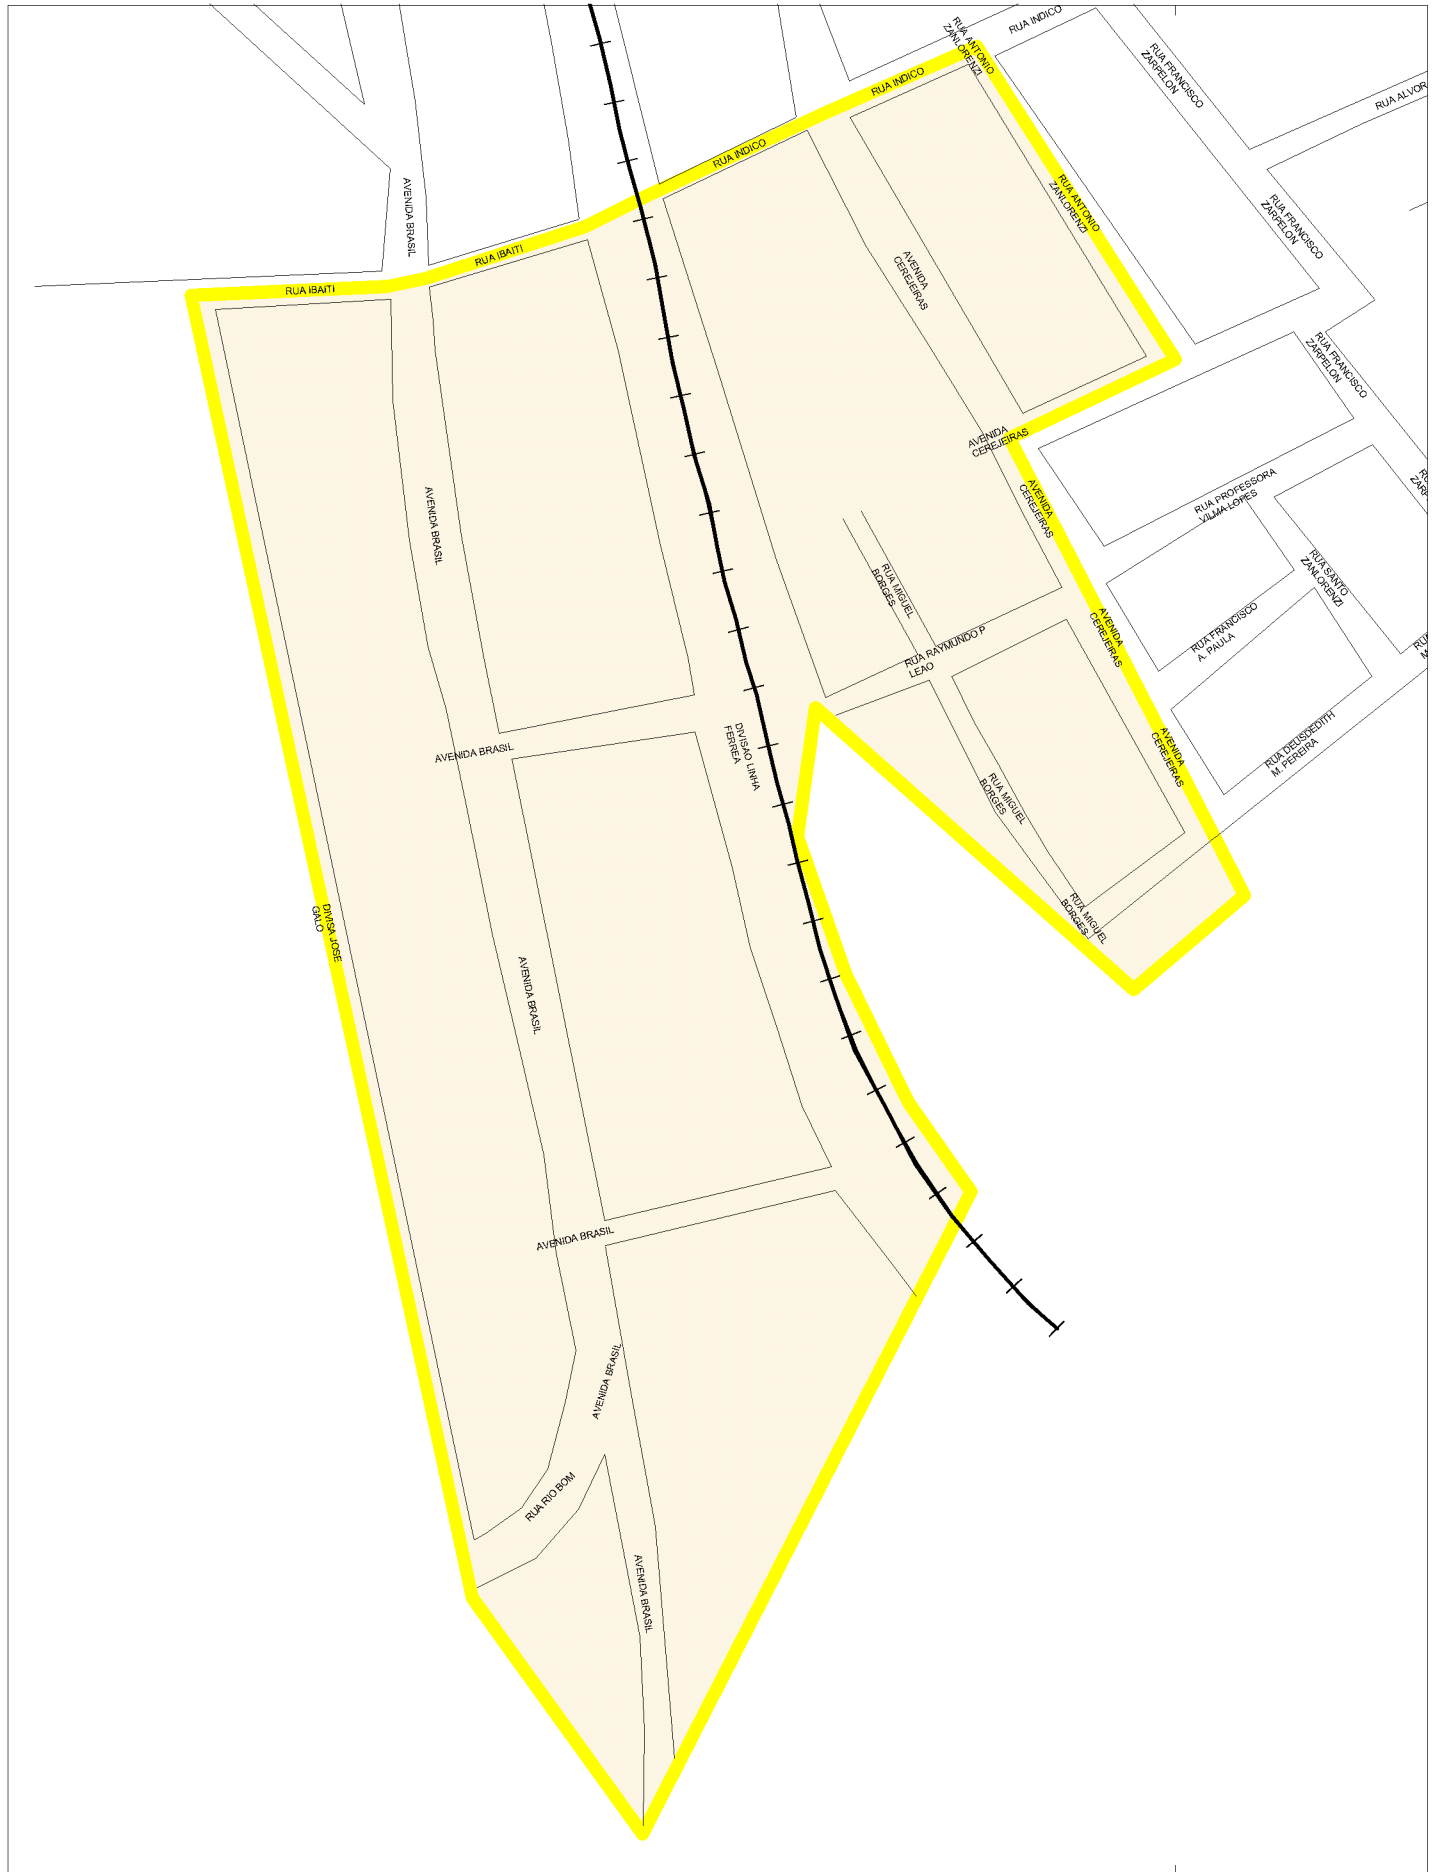 RUA INDICO
RUA ANTONIO
ZANLORENZI
RUA FRANCISCO
ZARPELON
RUA INDICO
RUA ALVOR
RUA INDICO
AVENIDA BRASIL
RUA ANTONIO
ZANLORENZI
RUA FRANCISCO
ZARPELON
RUA IBAITI
RUA IBAITI
AVENIDA
CEREJEIRAS
RUA FRANCISCO
ZARPELON
AVENIDA
CEREJEIRAS
AVENIDA BRASIL
AVENIDA
CEREJEIRAS
RUA PROFESSORA
VILMA LOPES
RUA MIGUEL
BORGES
RUA SANTO
ZANLORENZI
AVENIDA
CEREJEIRAS
RUA FRANCISCO
A. PAULA
RUA RAYMUNDO P
LEAO
AVENIDA BRASIL
DIVISAO LINHA
FERREA
AVENIDA
CEREJEIRAS
RUA DEUSDEDITH
M. PEREIRA
RUA MIGUEL
BORGES
RUA MIGUEL
BORGES
DIVISA JOSE
GALO
AVENIDA BRASIL
AVENIDA BRASIL
AVENIDA BRASIL
RUA RIO BOM
AVENIDA BRASIL